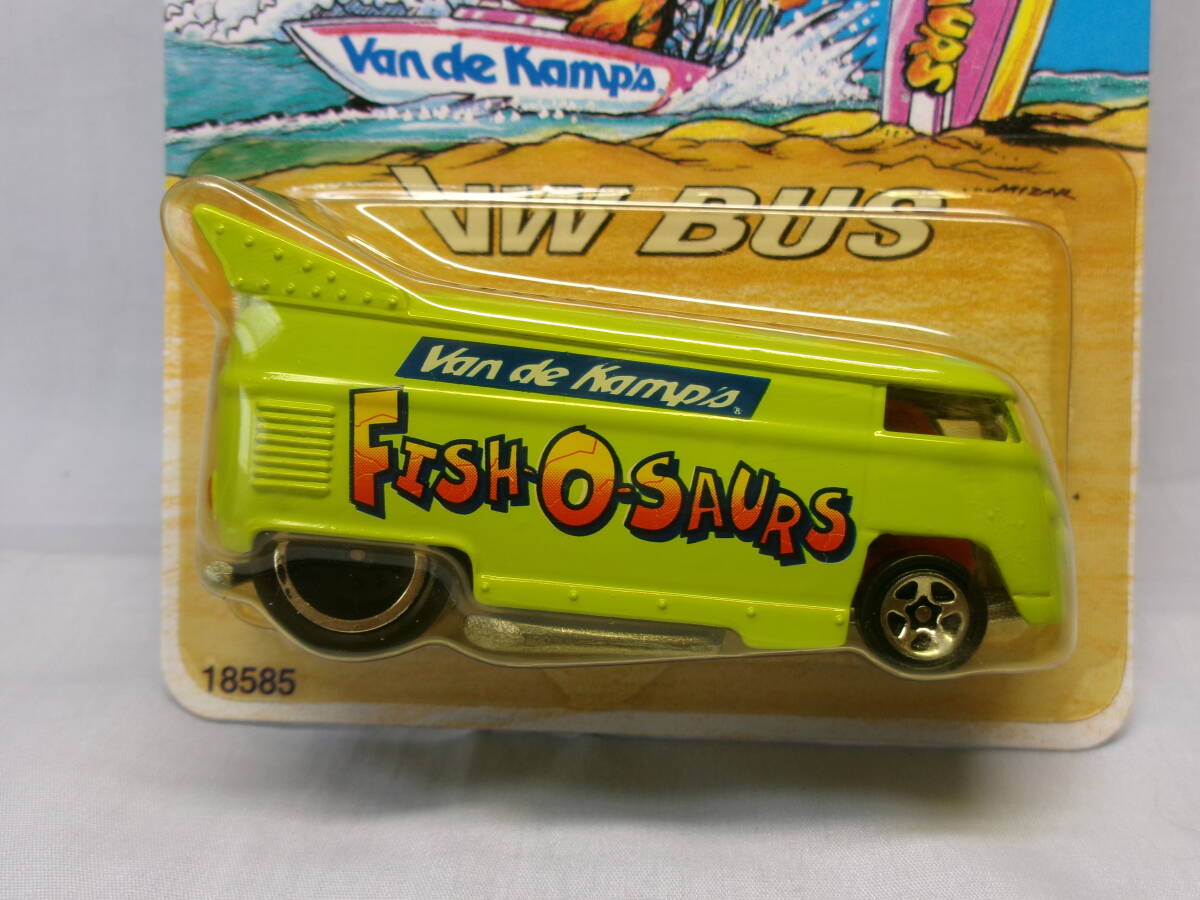 Van de Kamp's
VW BUS
MIZAR
Van de Kamp's®
FISH-O-SAURS
18585